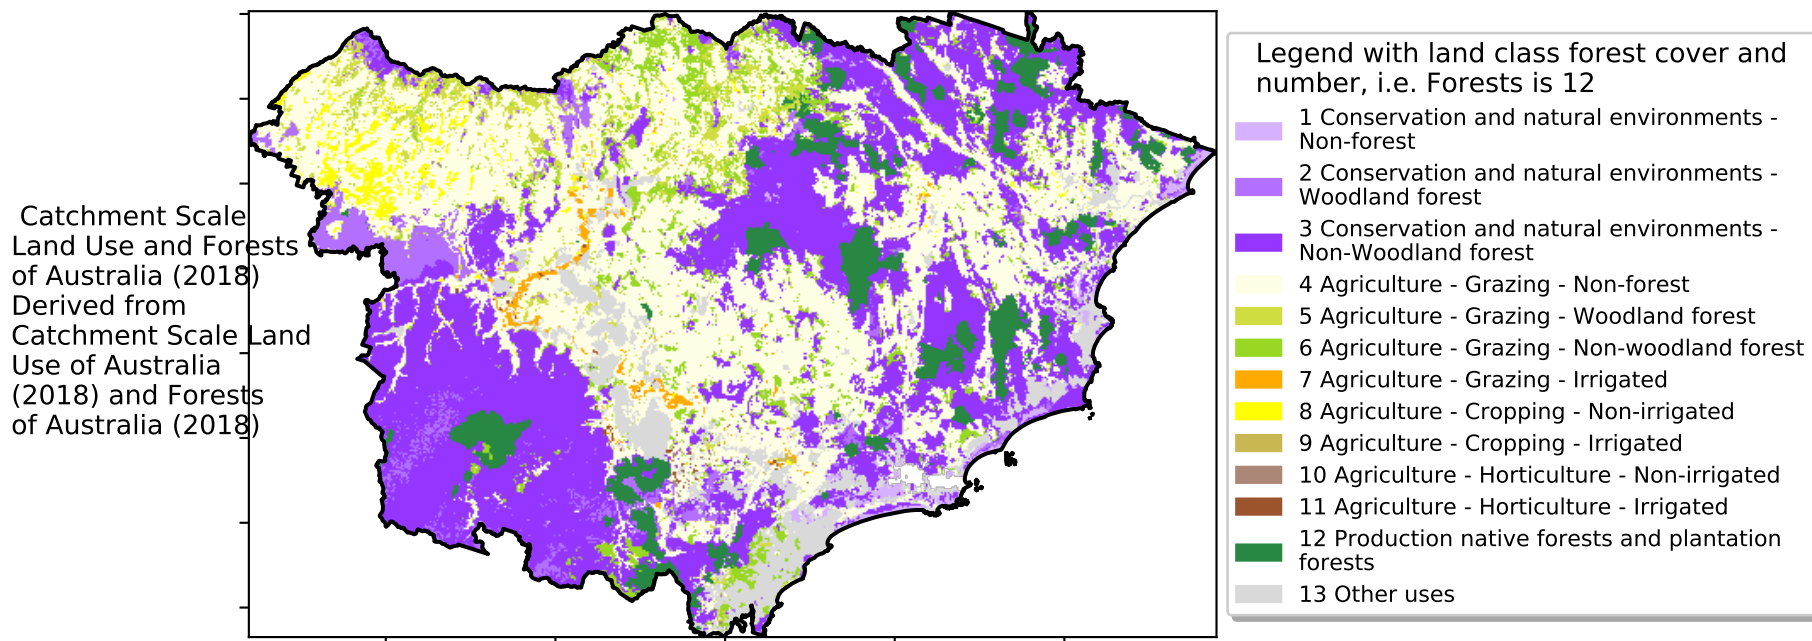 Catchment Scale
Land Use and Forests
of Australia (2018)
Derived from
Catchment Scale Land
Use of Australia
(2018) and Forests
of Australia (2018)
Legend with land class forest cover and
number, i.e. Forests is 12
1 Conservation and natural environments -
Non-forest
2 Conservation and natural environments -
Woodland forest
3 Conservation and natural environments -
Non-Woodland forest
4 Agriculture - Grazing - Non-forest
5 Agriculture - Grazing - Woodland forest
6 Agriculture - Grazing - Non-woodland forest
7 Agriculture - Grazing - Irrigated
8 Agriculture - Cropping - Non-irrigated
9 Agriculture - Cropping - Irrigated
10 Agriculture - Horticulture - Non-irrigated
11 Agriculture - Horticulture - Irrigated
12 Production native forests and plantation
forests
13 Other uses